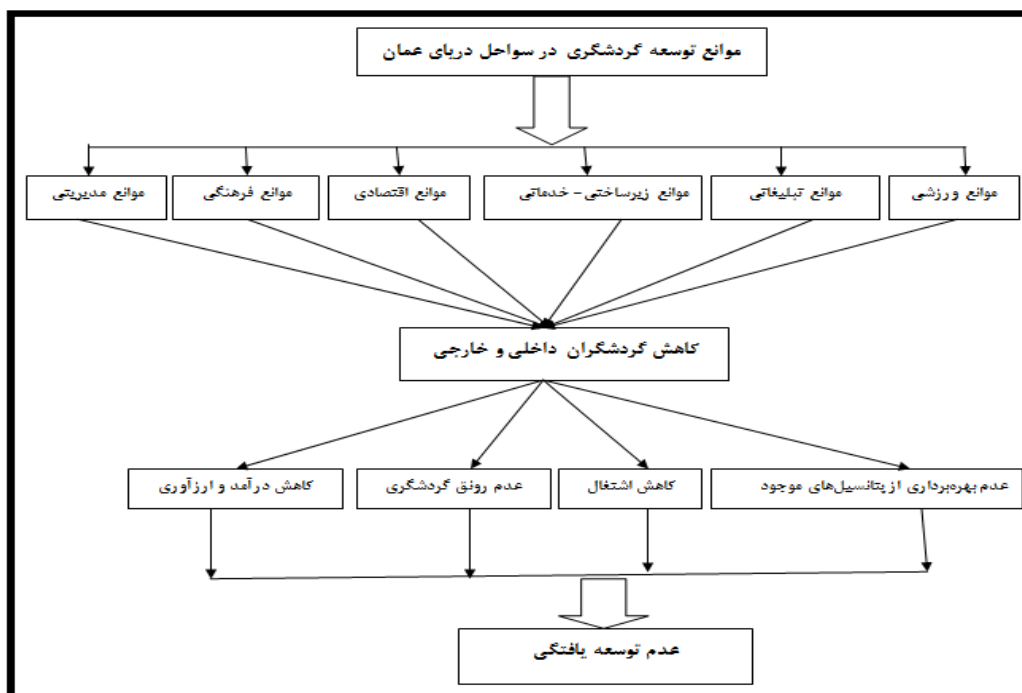 موانع توسعه گردشگری در سواحل دریای عمان
موانع ورزشی
موانع تبلیغاتی
موانع زیرساختی - خدماتی
موانع اقتصادی
موانع فرهنگی
موانع مدیریتی
کاهش گردشگران داخلی و خارجی
عدم بهره‌برداری از پتانسیل‌های موجود
کاهش اشتغال
عدم رونق گردشگری
کاهش درآمد و ارزآوری
عدم توسعه یافتگی